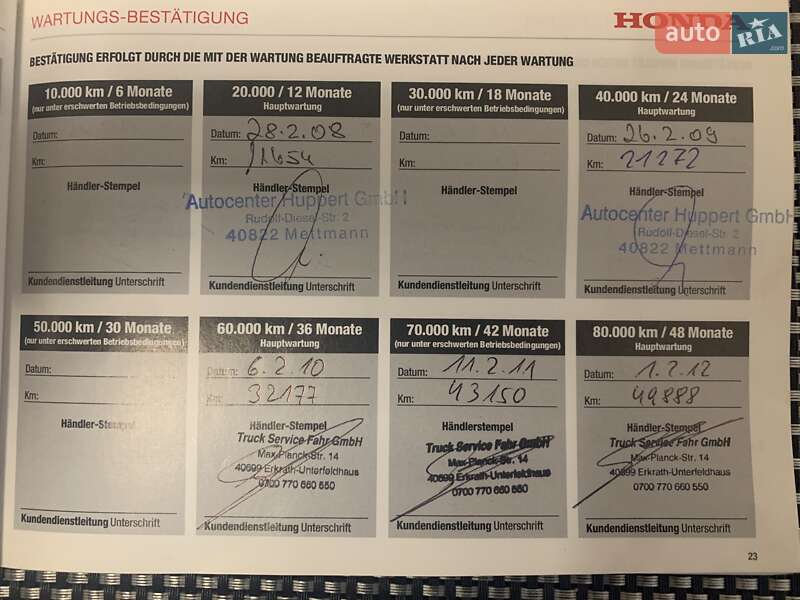 WARTUNGS-BESTÄTIGUNG
HONDA
auto RIA.com
BESTÄTIGUNG ERFOLGT DURCH DIE MIT DER WARTUNG BEAUFTRAGTE WERKSTATT NACH JEDER WARTUNG
10.000 km / 6 Monate
(nur unter erschwerten Betriebsbedingungen)
Datum:
Km:
Händler-Stempel
Kundendienstleitung Unterschrift
20.000 / 12 Monate
Hauptwartung
Datum: 28.2.08
Km: 11654
Händler-Stempel
Autocenter Huppert GmbH
Rudolf-Diesel-Str. 2
40822 Mettmann
Kundendienstleitung Unterschrift
30.000 km / 18 Monate
(nur unter erschwerten Betriebsbedingungen)
Datum:
Km:
Händler-Stempel
Kundendienstleitung Unterschrift
40.000 km / 24 Monate
Hauptwartung
Datum: 26.2.09
Km: 21272
Händler-Stempel
Autocenter Huppert GmbH
Rudolf-Diesel-Str. 2
40822 Mettmann
Kundendienstleitung Unterschrift
50.000 km / 30 Monate
(nur unter erschwerten Betriebsbedingungen)
Datum:
Km:
Händler-Stempel
Kundendienstleitung Unterschrift
60.000 km / 36 Monate
Hauptwartung
Datum: 6.2.10
Km: 32177
Händler-Stempel
Truck Service Fahr GmbH
Max-Planck-Str. 14
40699 Erkrath-Unterfeldhaus
0700 770 660 550
Kundendienstleitung Unterschrift
70.000 km / 42 Monate
(nur unter erschwerten Betriebsbedingungen)
Datum: 11.2.11
Km: 43150
Händlerstempel
Truck Service Fahr GmbH
Max-Planck-Str. 14
40699 Erkrath-Unterfeldhaus
0700 770 660 550
Kundendienstleitung Unterschrift
80.000 km / 48 Monate
Hauptwartung
Datum: 1.2.12
Km: 49888
Händler-Stempel
Truck Service Fahr GmbH
Max-Planck-Str. 14
40699 Erkrath-Unterfeldhaus
0700 770 660 550
Kundendienstleitung Unterschrift
23